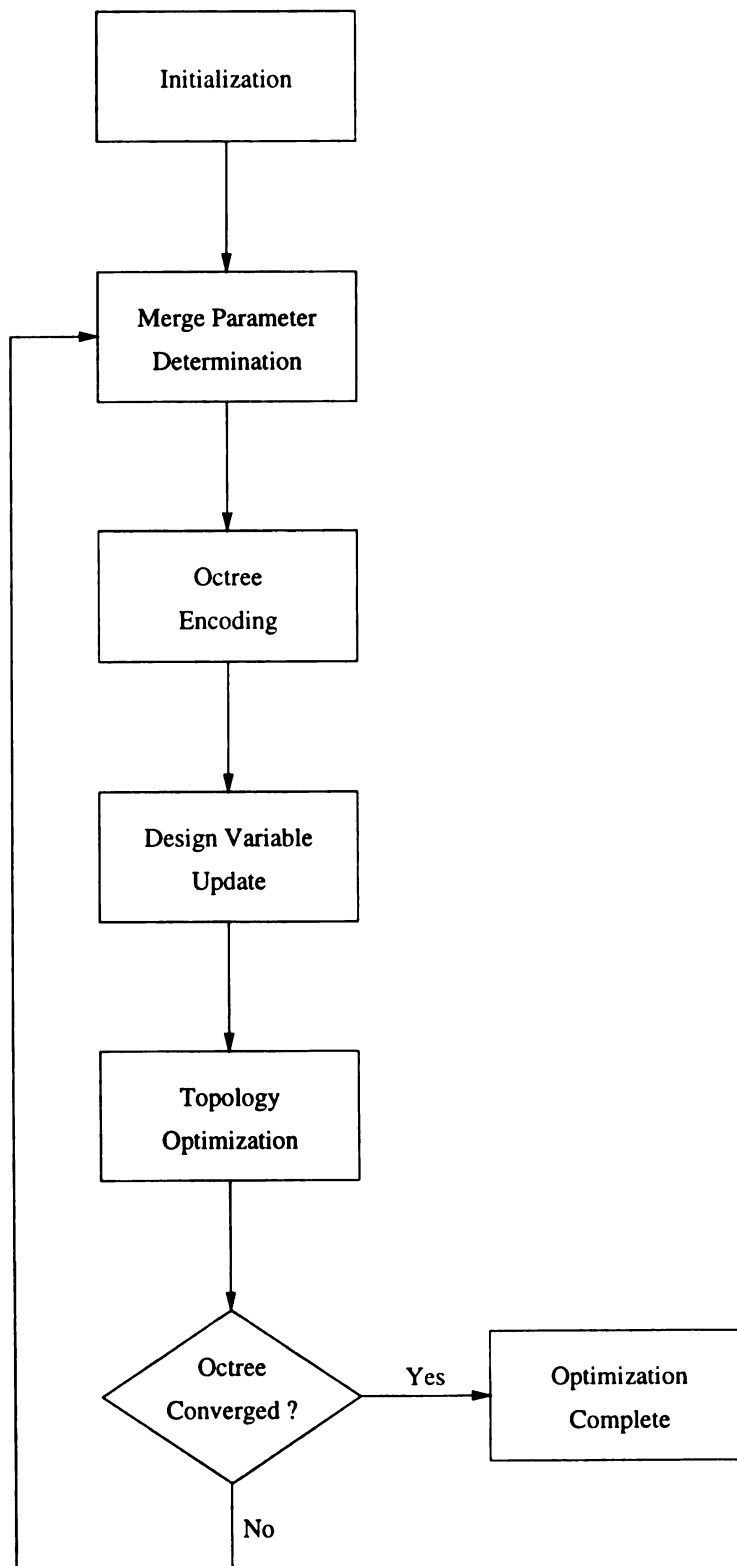 Initialization
Merge Parameter
Determination
Octree
Encoding
Design Variable
Update
Topology
Optimization
Octree
Converged ?
Yes
Optimization
Complete
No